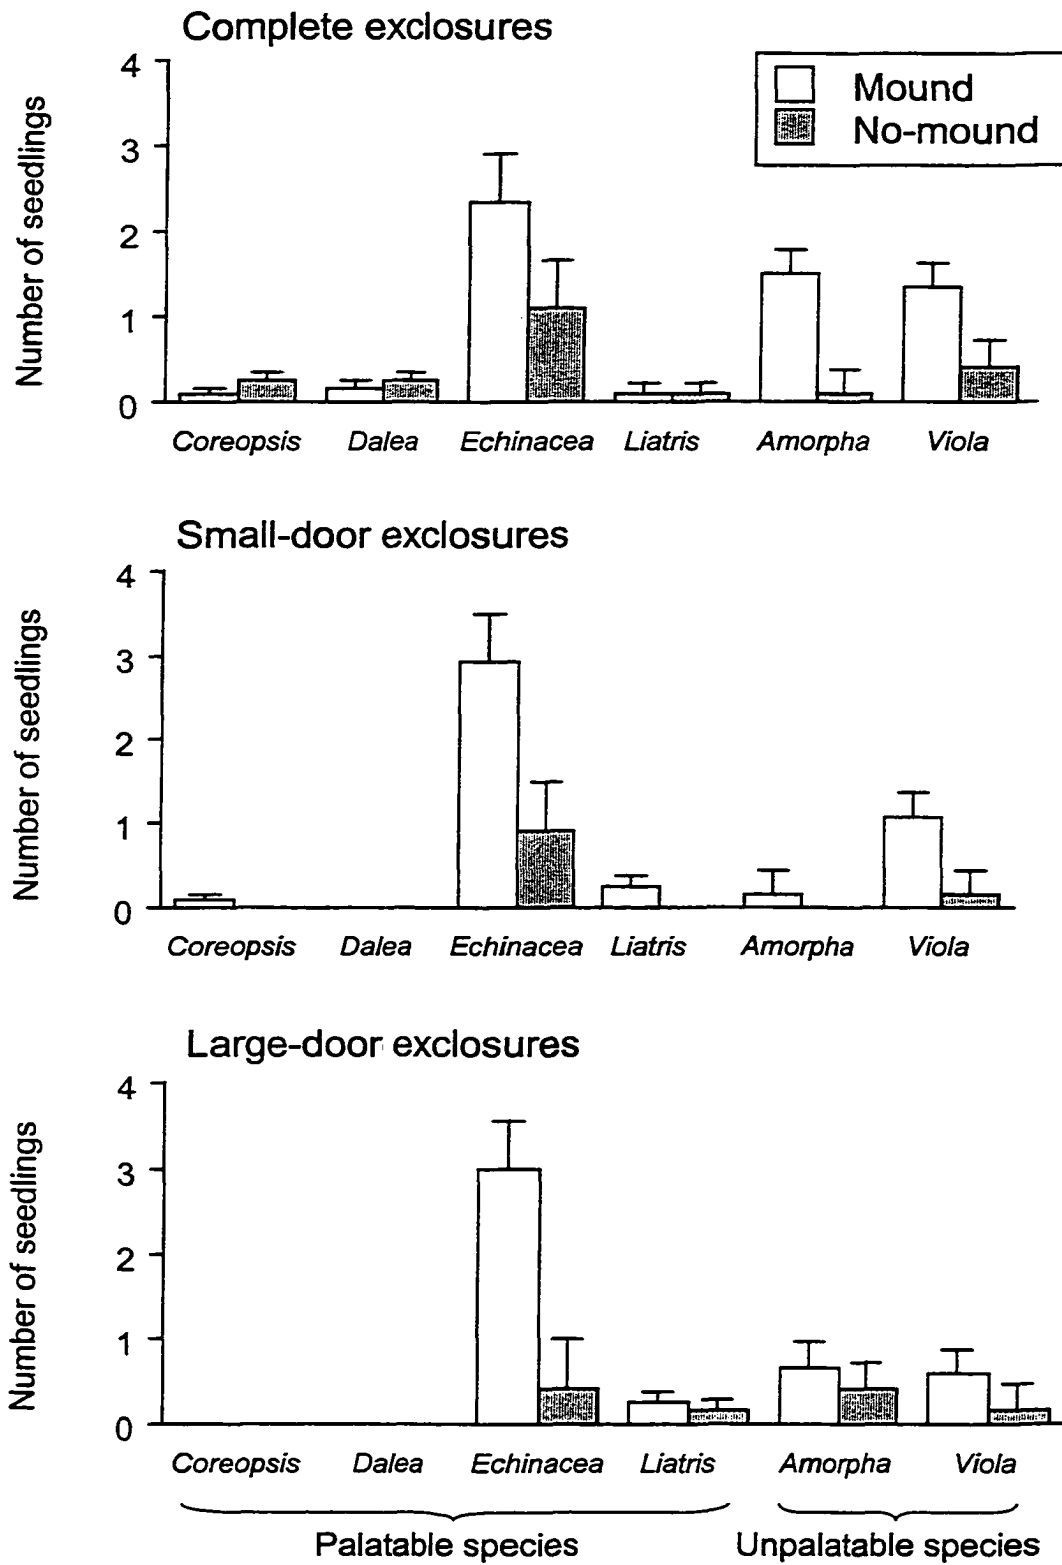 Complete exclosures
Mound
No-mound
Number of seedlings
4
3
2
1
0
Coreopsis Dalea Echinacea Liatris Amorpha Viola
Small-door exclosures
Number of seedlings
4
3
2
1
0
Coreopsis Dalea Echinacea Liatris Amorpha Viola
Large-door exclosures
Number of seedlings
4
3
2
1
0
Coreopsis Dalea Echinacea Liatris Amorpha Viola
Palatable species Unpalatable species